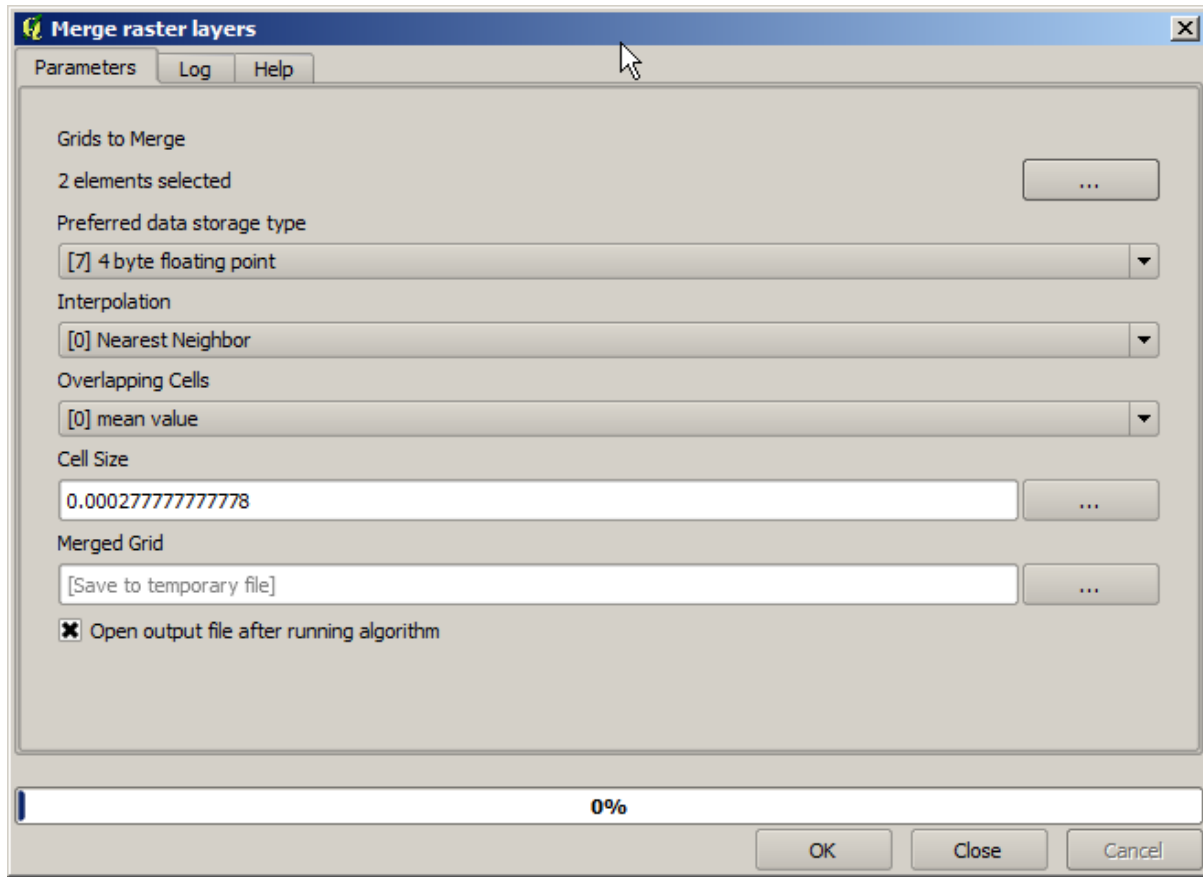 Merge raster layers
Parameters Log Help
Grids to Merge
2 elements selected
...
Preferred data storage type
[7] 4 byte floating point
Interpolation
[0] Nearest Neighbor
Overlapping Cells
[0] mean value
Cell Size
0.000277777777778
...
Merged Grid
[Save to temporary file]
...
Open output file after running algorithm
0%
OK Close Cancel